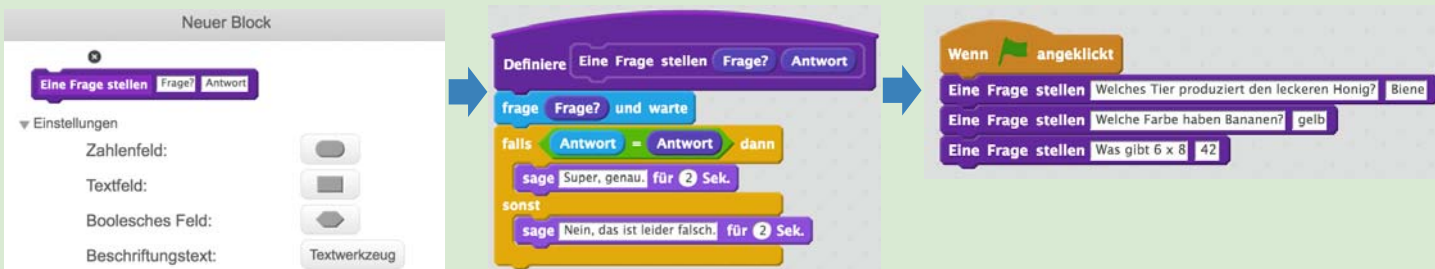 Neuer Block
Eine Frage stellen Frage? Antwort
Einstellungen
Zahlenfeld:
Textfeld:
Boolesches Feld:
Beschriftungstext: Textwerkzeug
Definiere Eine Frage stellen Frage? Antwort
frage Frage? und warte
falls Antwort = Antwort dann
sage Super, genau. für 2 Sek.
sonst
sage Nein, das ist leider falsch. für 2 Sek.
Wenn angeklickt
Eine Frage stellen Welches Tier produziert den leckeren Honig? Biene
Eine Frage stellen Welche Farbe haben Bananen? gelb
Eine Frage stellen Was gibt 6 x 8 42